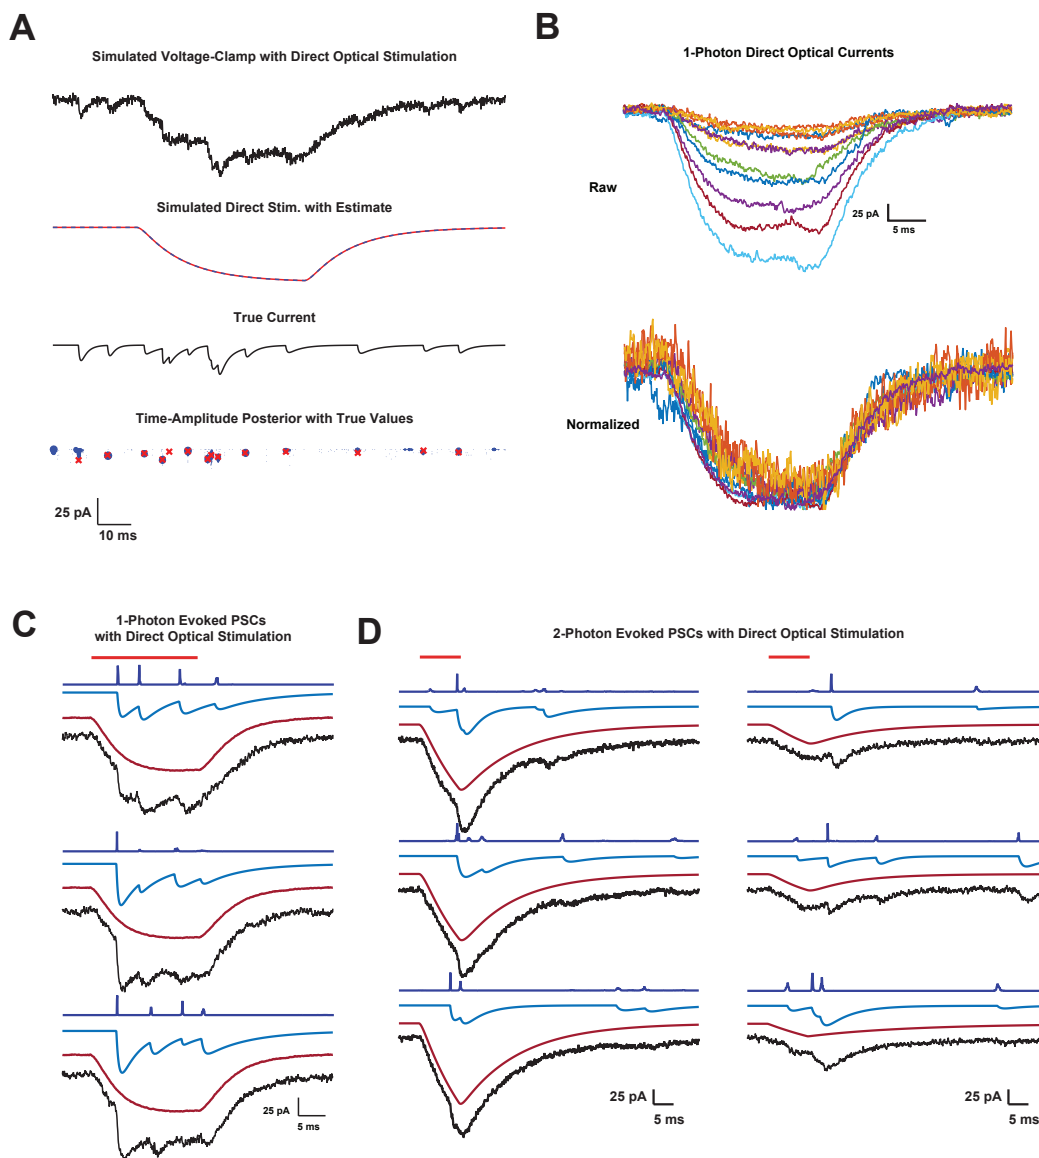 A
Simulated Voltage-Clamp with Direct Optical Stimulation
Simulated Direct Stim. with Estimate
True Current
Time-Amplitude Posterior with True Values
25 pA
10 ms
B
1-Photon Direct Optical Currents
Raw
25 pA
5 ms
Normalized
C
1-Photon Evoked PSCs
with Direct Optical Stimulation
25 pA
5 ms
D
2-Photon Evoked PSCs with Direct Optical Stimulation
25 pA
5 ms
25 pA
5 ms